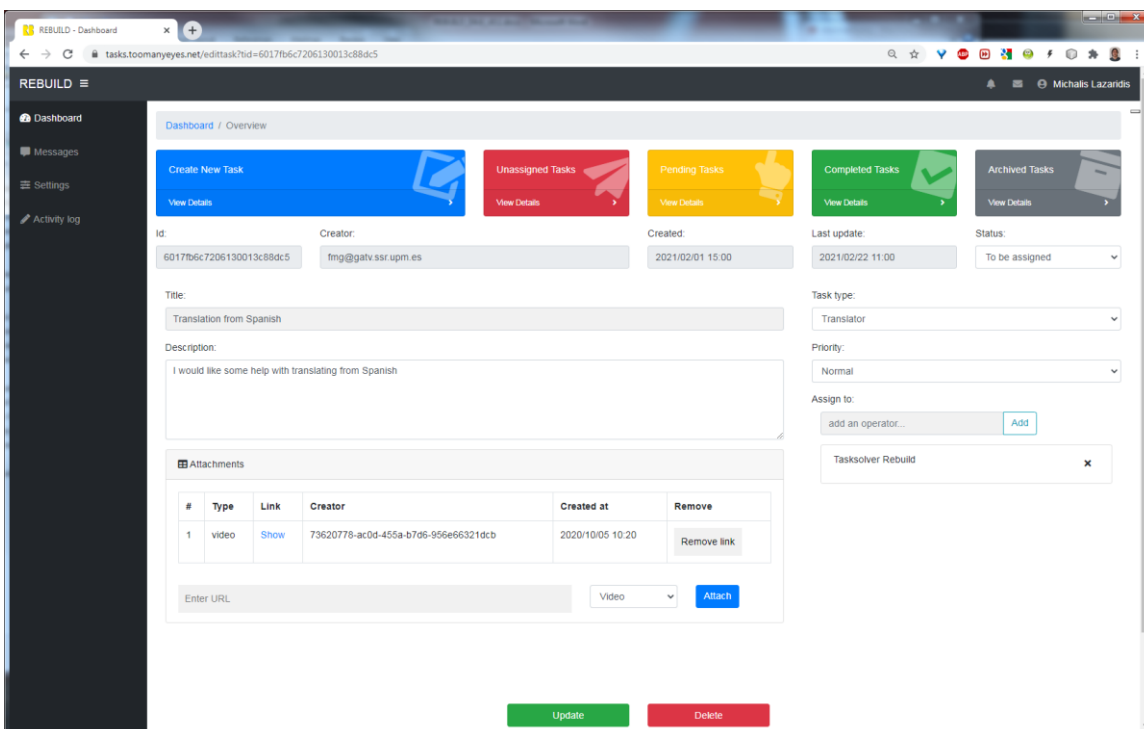 REBUILD - Dashboard
tasks.toomanyeyes.net/edittask?tid=6017fb6c7206130013c88dc5
REBUILD
Michalis Lazaridis
Dashboard
Messages
Settings
Activity log
Dashboard / Overview
Create New Task
View Details
Unassigned Tasks
View Details
Pending Tasks
View Details
Completed Tasks
View Details
Archived Tasks
View Details
Id: Creator: Created: Last update: Status:
6017fb6c7206130013c88dc5 fmg@gatv.ssr.upm.es 2021/02/01 15:00 2021/02/22 11:00 To be assigned
Title:
Translation from Spanish
Description:
I would like some help with translating from Spanish
Task type:
Translator
Priority:
Normal
Assign to:
add an operator... Add
Tasksolver Rebuild
Attachments
# Type Link Creator Created at Remove
1 video Show 73620778-ac0d-455a-b7d6-956e66321dcb 2020/10/05 10:20 Remove link
Enter URL Video Attach
Update Delete